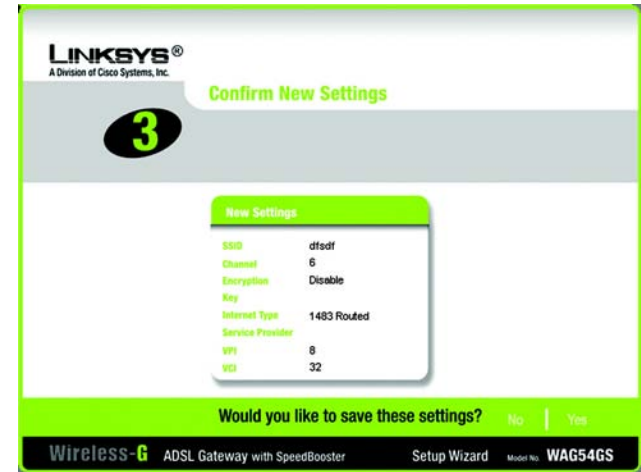 LINKSYS®
A Division of Cisco Systems, Inc.
Confirm New Settings
3
New Settings
SSID dfsdf
Channel 6
Encryption Disable
Key
Internet Type 1483 Routed
Service Provider
VPI 8
VCI 32
Would you like to save these settings? No | Yes
Wireless-G ADSL Gateway with SpeedBooster Setup Wizard Model No. WAG54GS